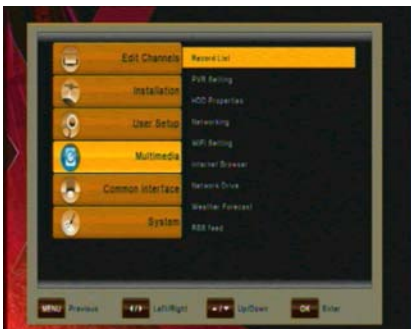 Edit Channels
Installation
User Setup
Multimedia
Common Interface
System
Record List
PVR Setting
HDD Properties
Networking
WiFi Setting
Internet Browser
Network Drive
Weather Forecast
RSS feed
MENU Previous ◀/▶ Left/Right ▲/▼ Up/Down OK Enter